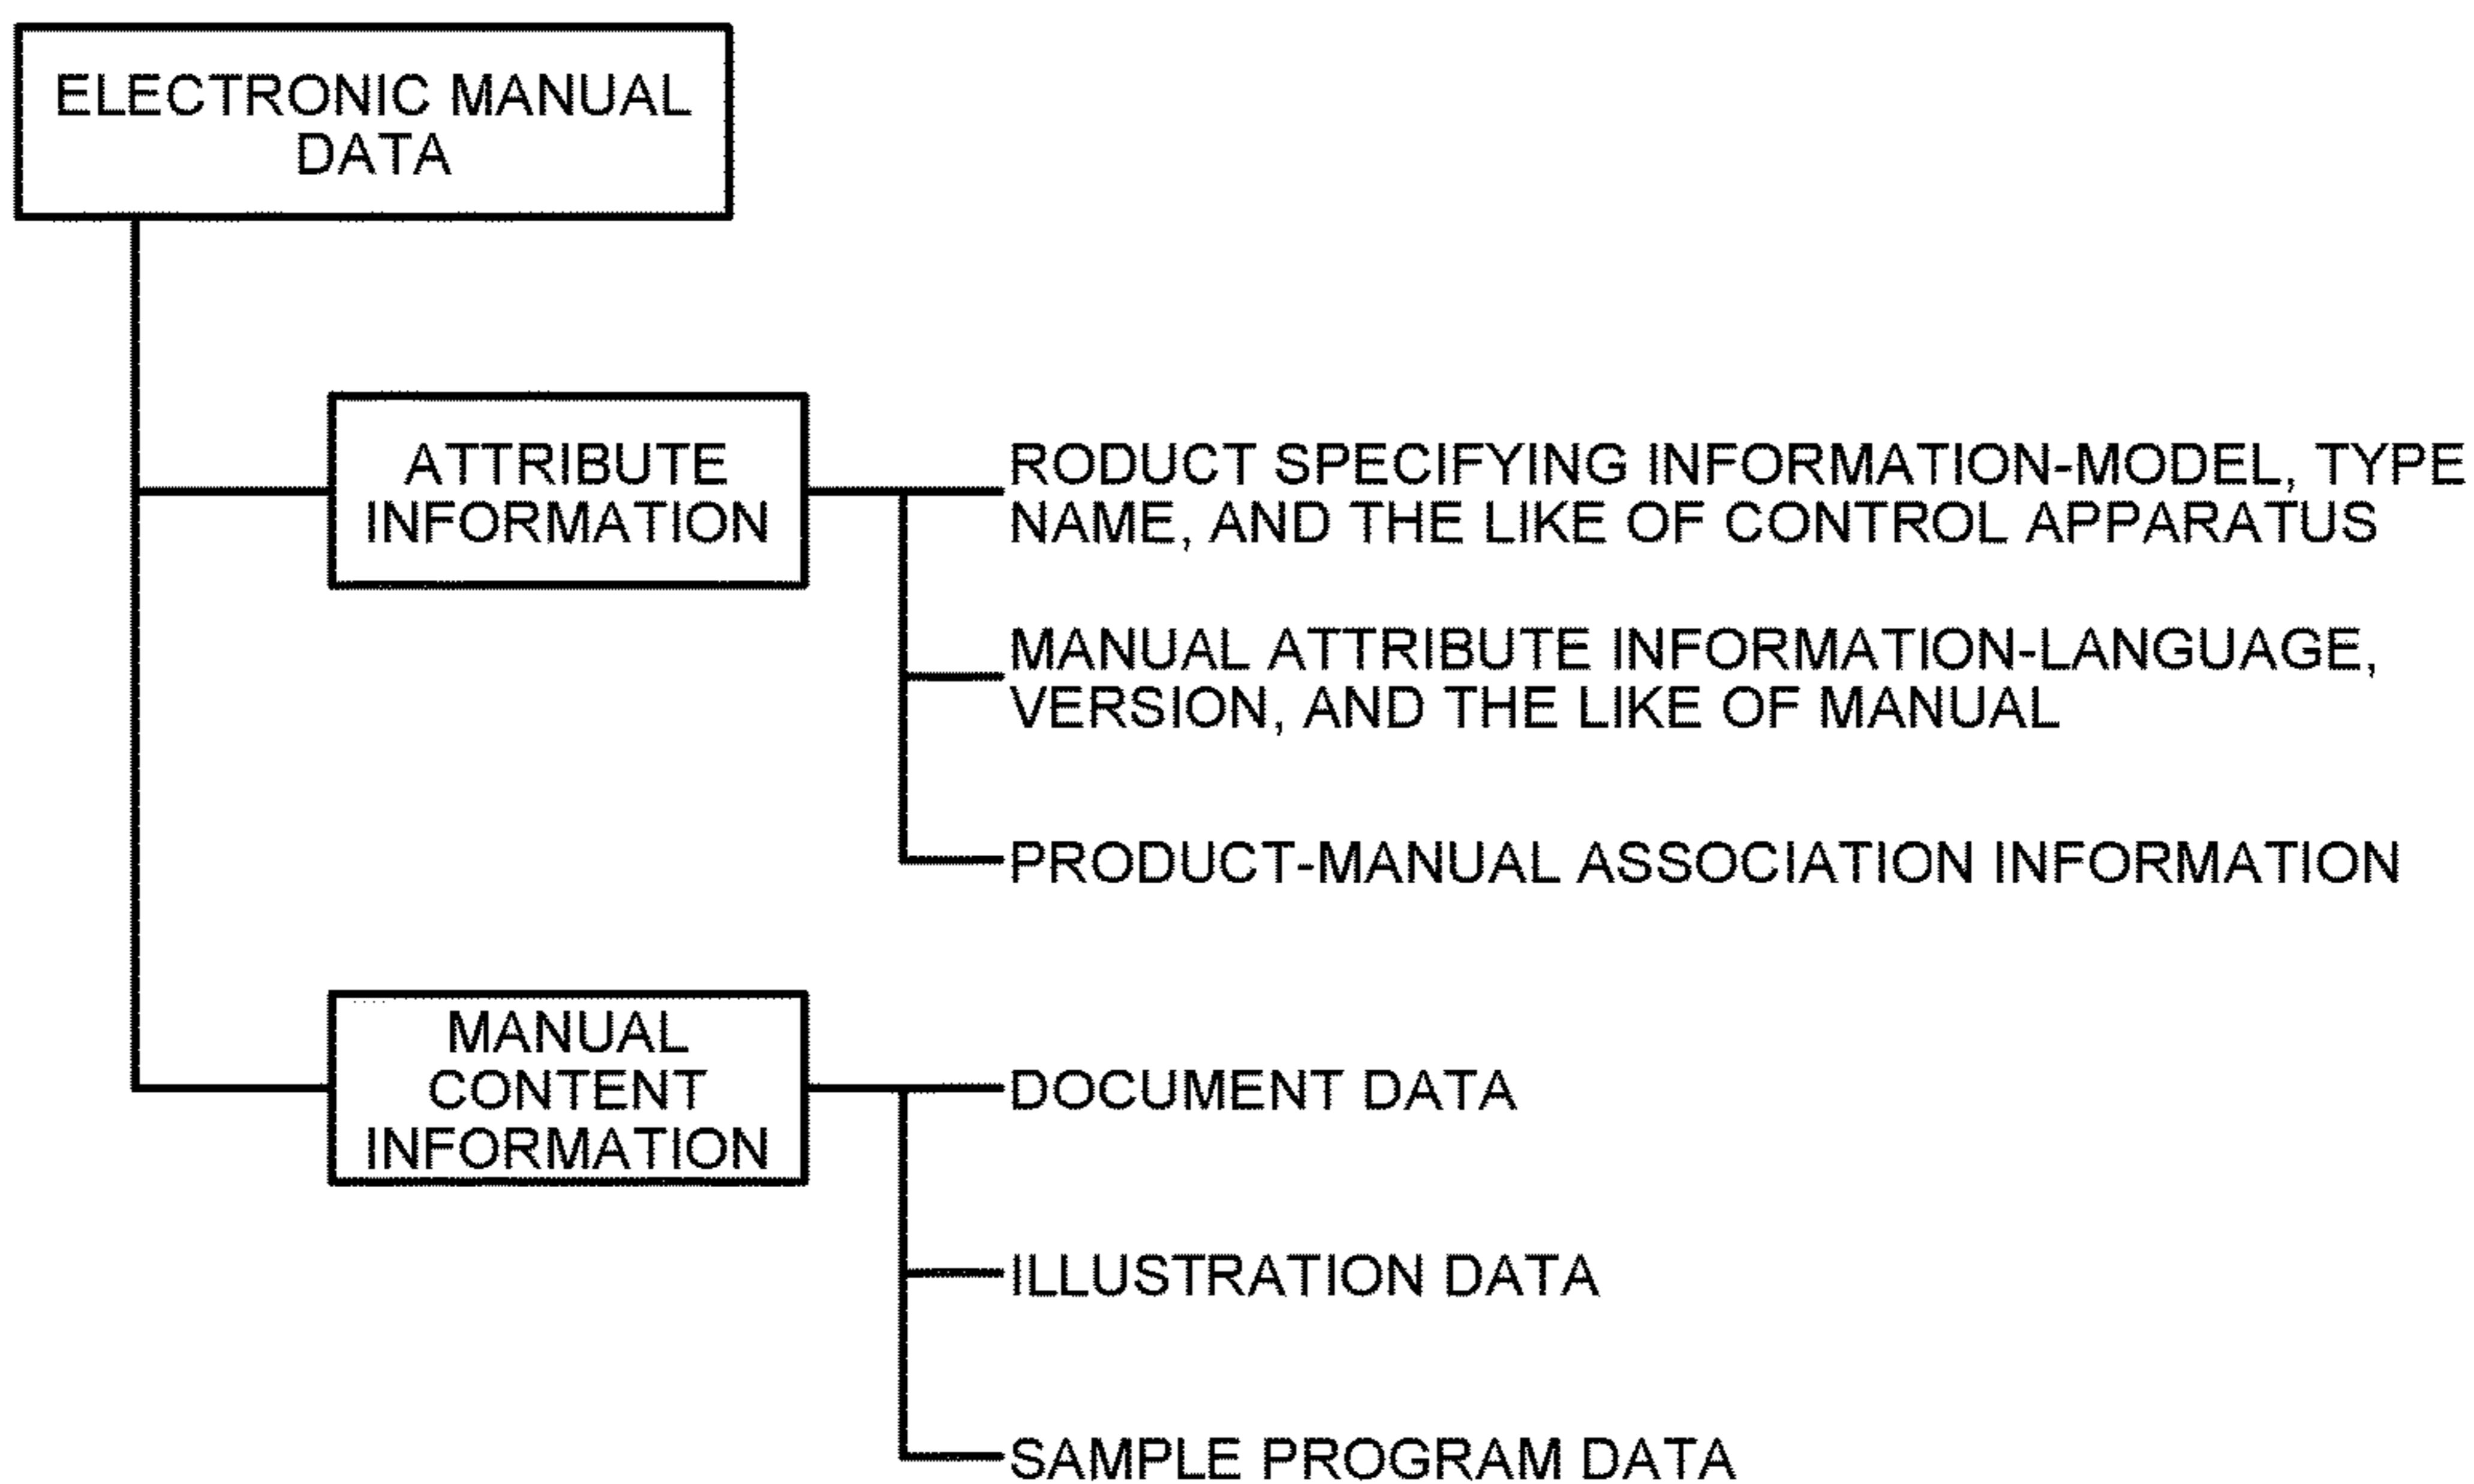 ELECTRONIC MANUAL
DATA
ATTRIBUTE
INFORMATION
RODUCT SPECIFYING INFORMATION-MODEL, TYPE
NAME, AND THE LIKE OF CONTROL APPARATUS
MANUAL ATTRIBUTE INFORMATION-LANGUAGE,
VERSION, AND THE LIKE OF MANUAL
PRODUCT-MANUAL ASSOCIATION INFORMATION
MANUAL
CONTENT
INFORMATION
DOCUMENT DATA
ILLUSTRATION DATA
SAMPLE PROGRAM DATA